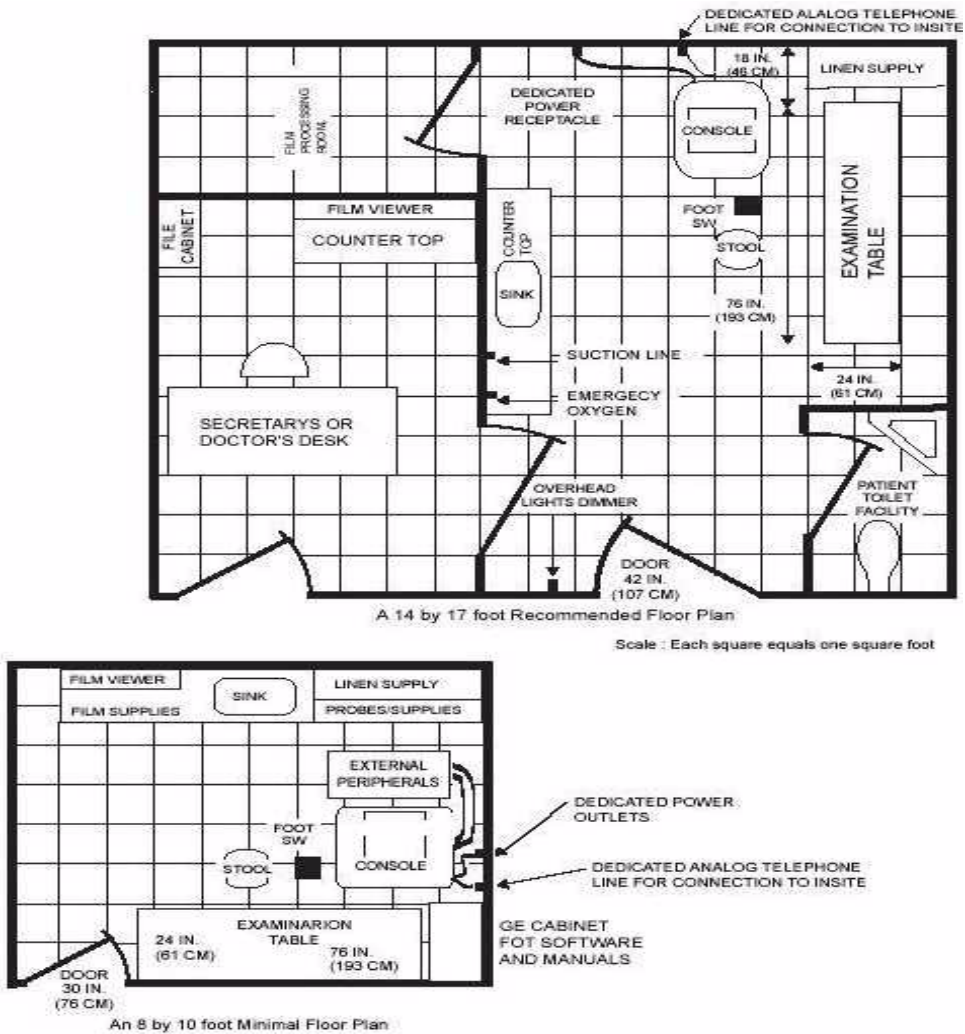 DEDICATED ALALOG TELEPHONE
LINE FOR CONNECTION TO INSITE
18 IN.
(46 CM)
LINEN SUPPLY
DEDICATED
POWER
RECEPTACLE
CONSOLE
FILM
PROCESSING
ROOM.
FILE
CABINET
FILM VIEWER
COUNTER TOP
COUNTER
TOP
SINK
FOOT
SW
STOOL
EXAMINATION
TABLE
76 IN.
(193 CM)
SUCTION LINE
24 IN.
(61 CM)
EMERGECY
OXYGEN
SECRETARYS OR
DOCTOR'S DESK
OVERHEAD
LIGHTS DIMMER
PATIENT
TOILET
FACILITY
DOOR
42 IN.
(107 CM)
A 14 by 17 foot Recommended Floor Plan
Scale : Each square equals one square foot
FILM VIEWER
FILM SUPPLIES
SINK
LINEN SUPPLY
PROBES/SUPPLIES
EXTERNAL
PERIPHERALS
DEDICATED POWER
OUTLETS
FOOT
SW
STOOL
CONSOLE
DEDICATED ANALOG TELEPHONE
LINE FOR CONNECTION TO INSITE
EXAMINARION
TABLE
24 IN.
(61 CM)
76 IN.
(193 CM)
GE CABINET
FOT SOFTWARE
AND MANUALS
DOOR
30 IN.
(76 CM)
An 8 by 10 foot Minimal Floor Plan